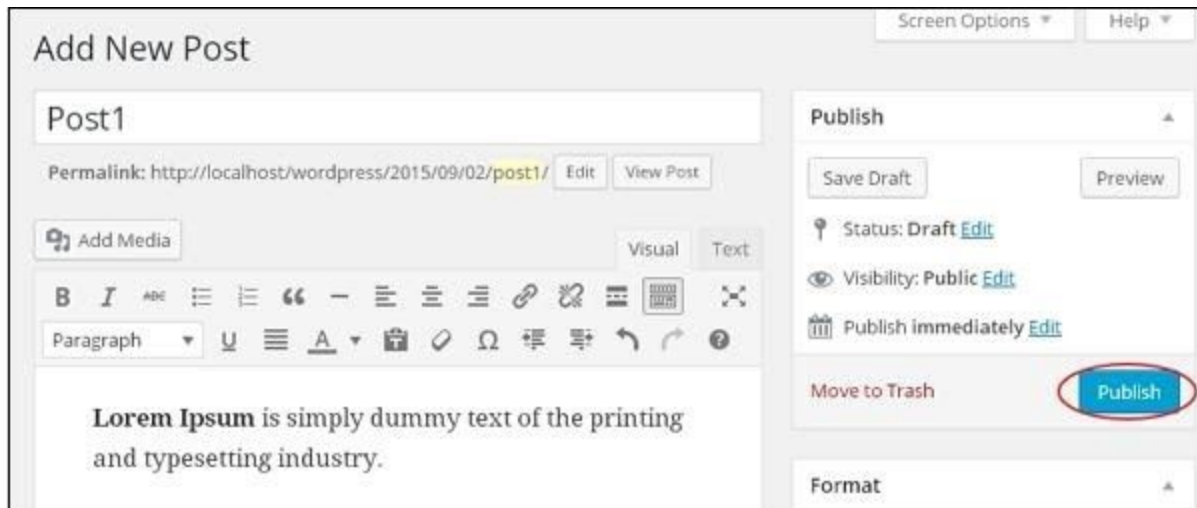 Screen Options Help
Add New Post
Post1
Permalink: http://localhost/wordpress/2015/09/02/post1/ Edit View Post
Add Media
Visual Text
B I ABC
Paragraph U A Ω
Lorem Ipsum is simply dummy text of the printing
and typesetting industry.
Publish
Save Draft Preview
Status: Draft Edit
Visibility: Public Edit
Publish immediately Edit
Move to Trash Publish
Format